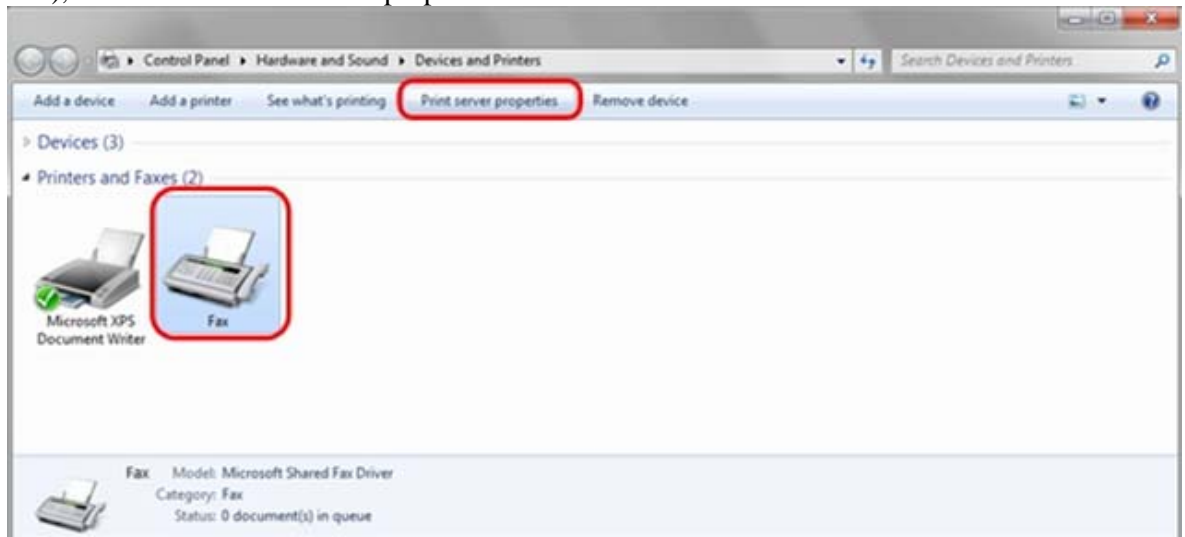 Control Panel ▸ Hardware and Sound ▸ Devices and Printers
Search Devices and Printers
Add a device Add a printer See what's printing Print server properties Remove device
Devices (3)
Printers and Faxes (2)
Microsoft XPS
Document Writer
Fax
Fax Model: Microsoft Shared Fax Driver
Category: Fax
Status: 0 document(s) in queue